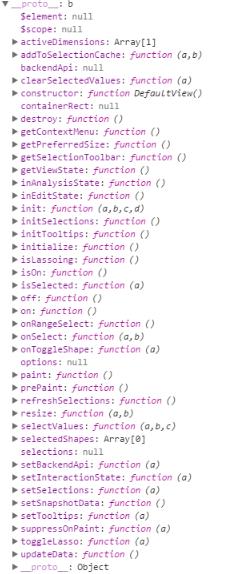 ▼ __proto__: b
$element: null
$scope: null
▶ activeDimensions: Array[1]
▶ addToSelectionCache: function (a,b)
backendApi: null
▶ clearSelectedValues: function (a)
▶ constructor: function DefaultView()
containerRect: null
▶ destroy: function ()
▶ getContextMenu: function ()
▶ getPreferredSize: function ()
▶ getSelectionToolbar: function ()
▶ getViewState: function ()
▶ inAnalysisState: function ()
▶ inEditState: function ()
▶ init: function (a,b,c,d)
▶ initSelections: function ()
▶ initTooltips: function ()
▶ initialize: function ()
▶ isLassoing: function ()
▶ isOn: function ()
▶ isSelected: function (a)
▶ off: function ()
▶ on: function ()
▶ onRangeSelect: function ()
▶ onSelect: function (a,b)
▶ onToggleShape: function (a)
options: null
▶ paint: function ()
▶ prePaint: function ()
▶ refreshSelections: function ()
▶ resize: function (a,b)
▶ selectValues: function (a,b,c)
▶ selectedShapes: Array[0]
selections: null
▶ setBackendApi: function (a)
▶ setInteractionState: function (a)
▶ setSelections: function (a)
▶ setSnapshotData: function ()
▶ setTooltips: function (a)
▶ suppressOnPaint: function (a)
▶ toggleLasso: function (a)
▶ updateData: function ()
▶ __proto__: Object